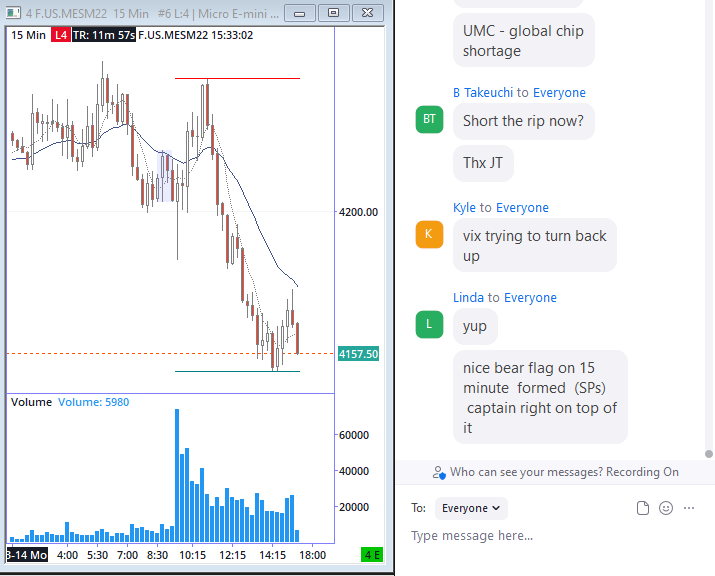 4 F.US.MESM22 15 Min #6 L:4 | Micro E-mini ...
15 Min L4 TR: 11m 57s F.US.MESM22 15:33:02
4200.00
4157.50
Volume Volume: 5980
60000
40000
20000
3-14 Mo 4:00 5:30 7:00 8:30 10:15 12:15 14:15 18:00 4 E
UMC - global chip
shortage
B Takeuchi to Everyone
BT
Short the rip now?
Thx JT
Kyle to Everyone
K
vix trying to turn back
up
Linda to Everyone
L
yup
nice bear flag on 15
minute formed (SPs)
captain right on top of
it
Who can see your messages? Recording On
To: Everyone
Type message here...